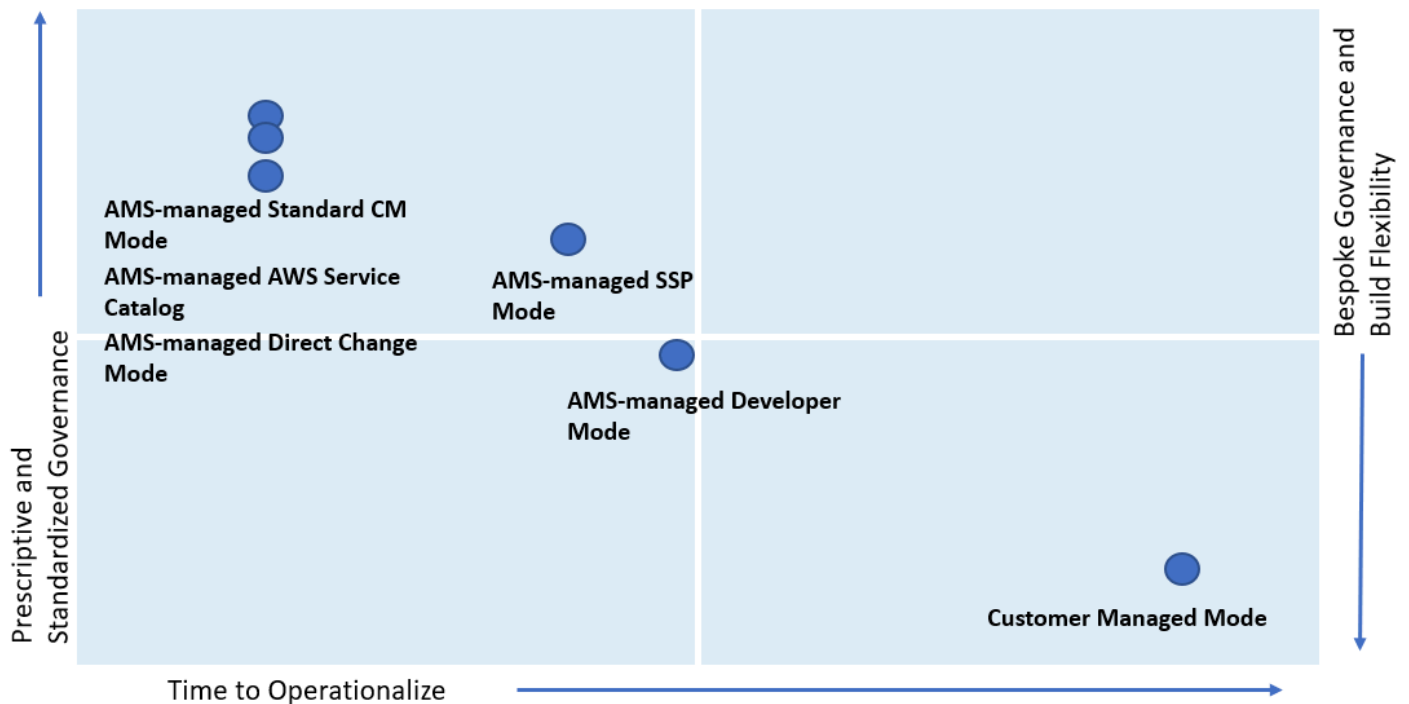 Prescriptive and
Standardized Governance
AMS-managed Standard CM
Mode
AMS-managed AWS Service
Catalog
AMS-managed Direct Change
Mode
AMS-managed SSP
Mode
AMS-managed Developer
Mode
Customer Managed Mode
Bespoke Governance and
Build Flexibility
Time to Operationalize